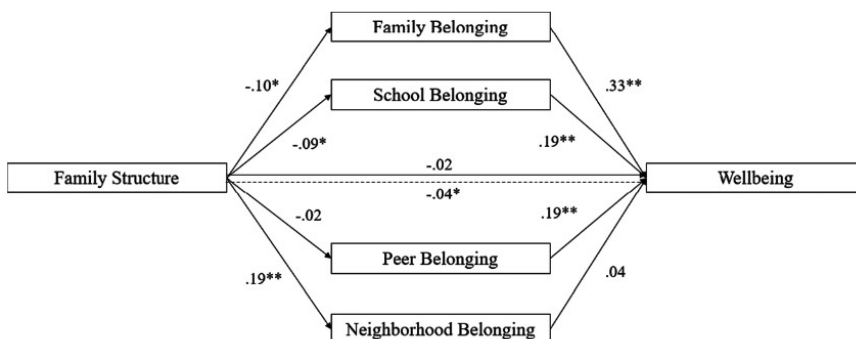 Family Belonging
-.10*
.33**
School Belonging
-.09*
.19**
-.02
Family Structure
Wellbeing
-.04*
-.02
.19**
Peer Belonging
.19**
.04
Neighborhood Belonging